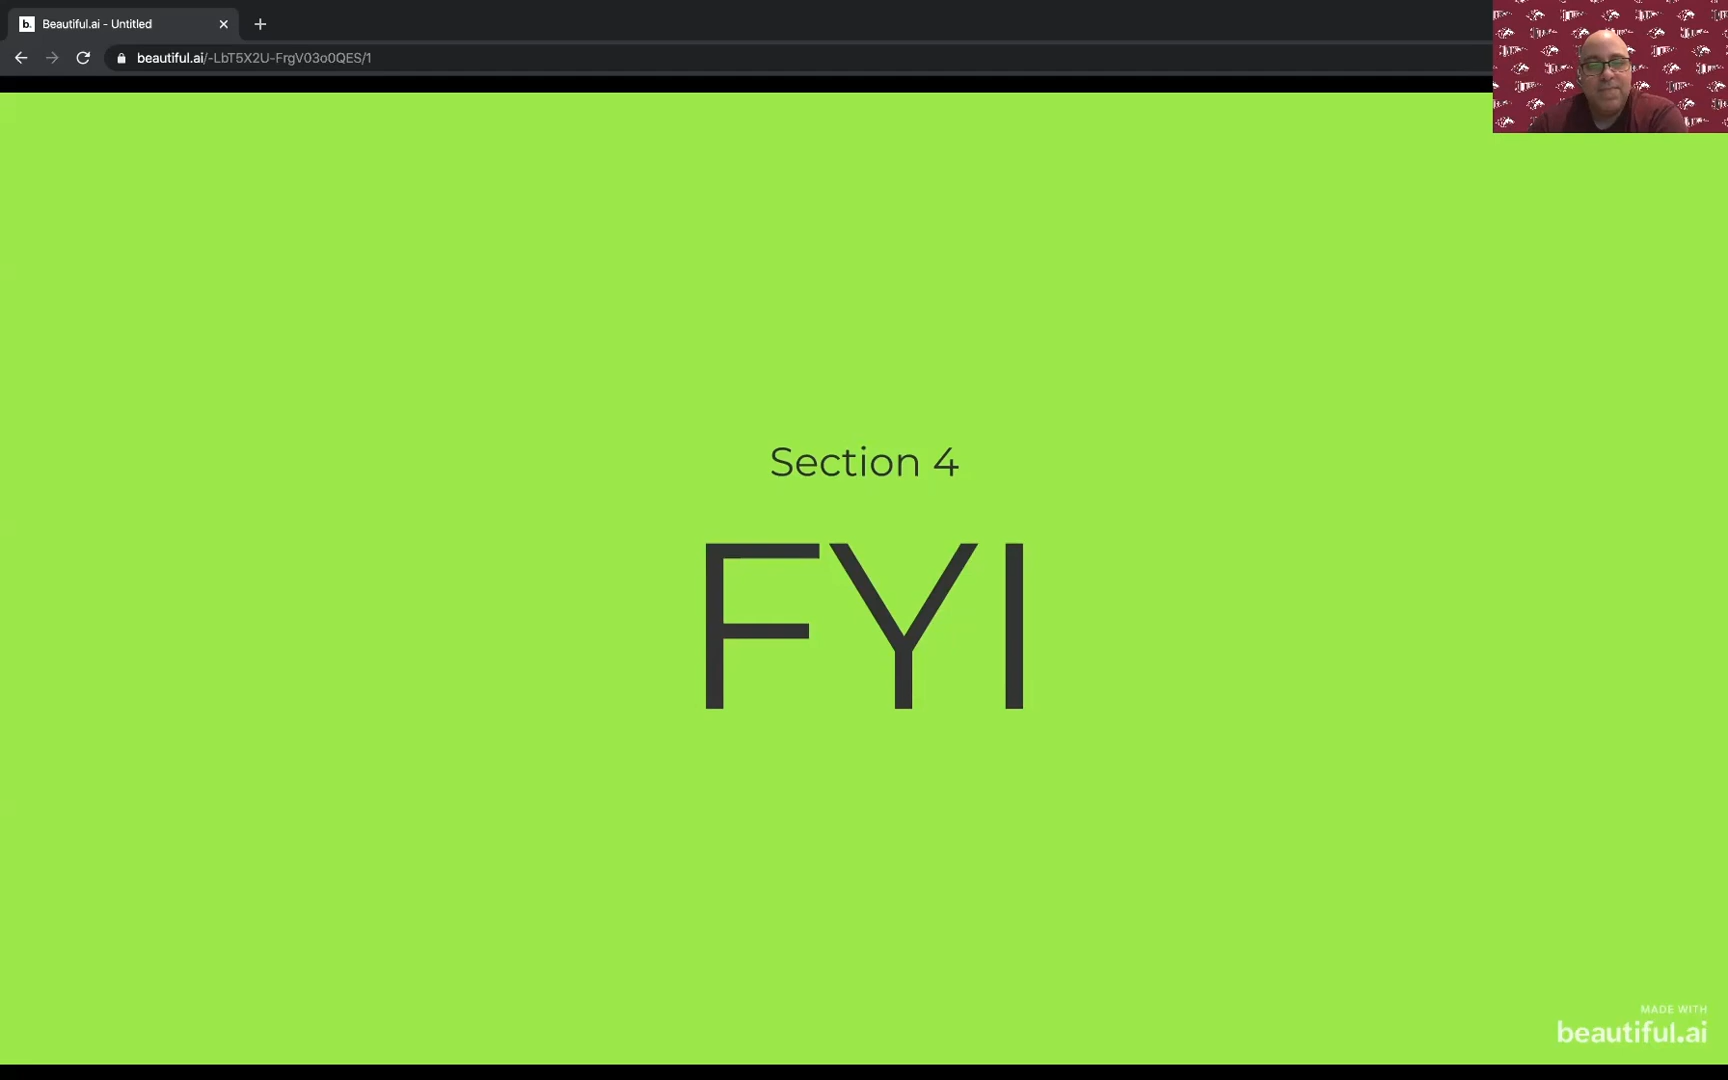 b.
Beautiful.ai - Untitled
beautiful.ai/-LbT5X2U-FrgV03o0QES/1
Section 4
FYI
MADE WITH
beautiful.ai